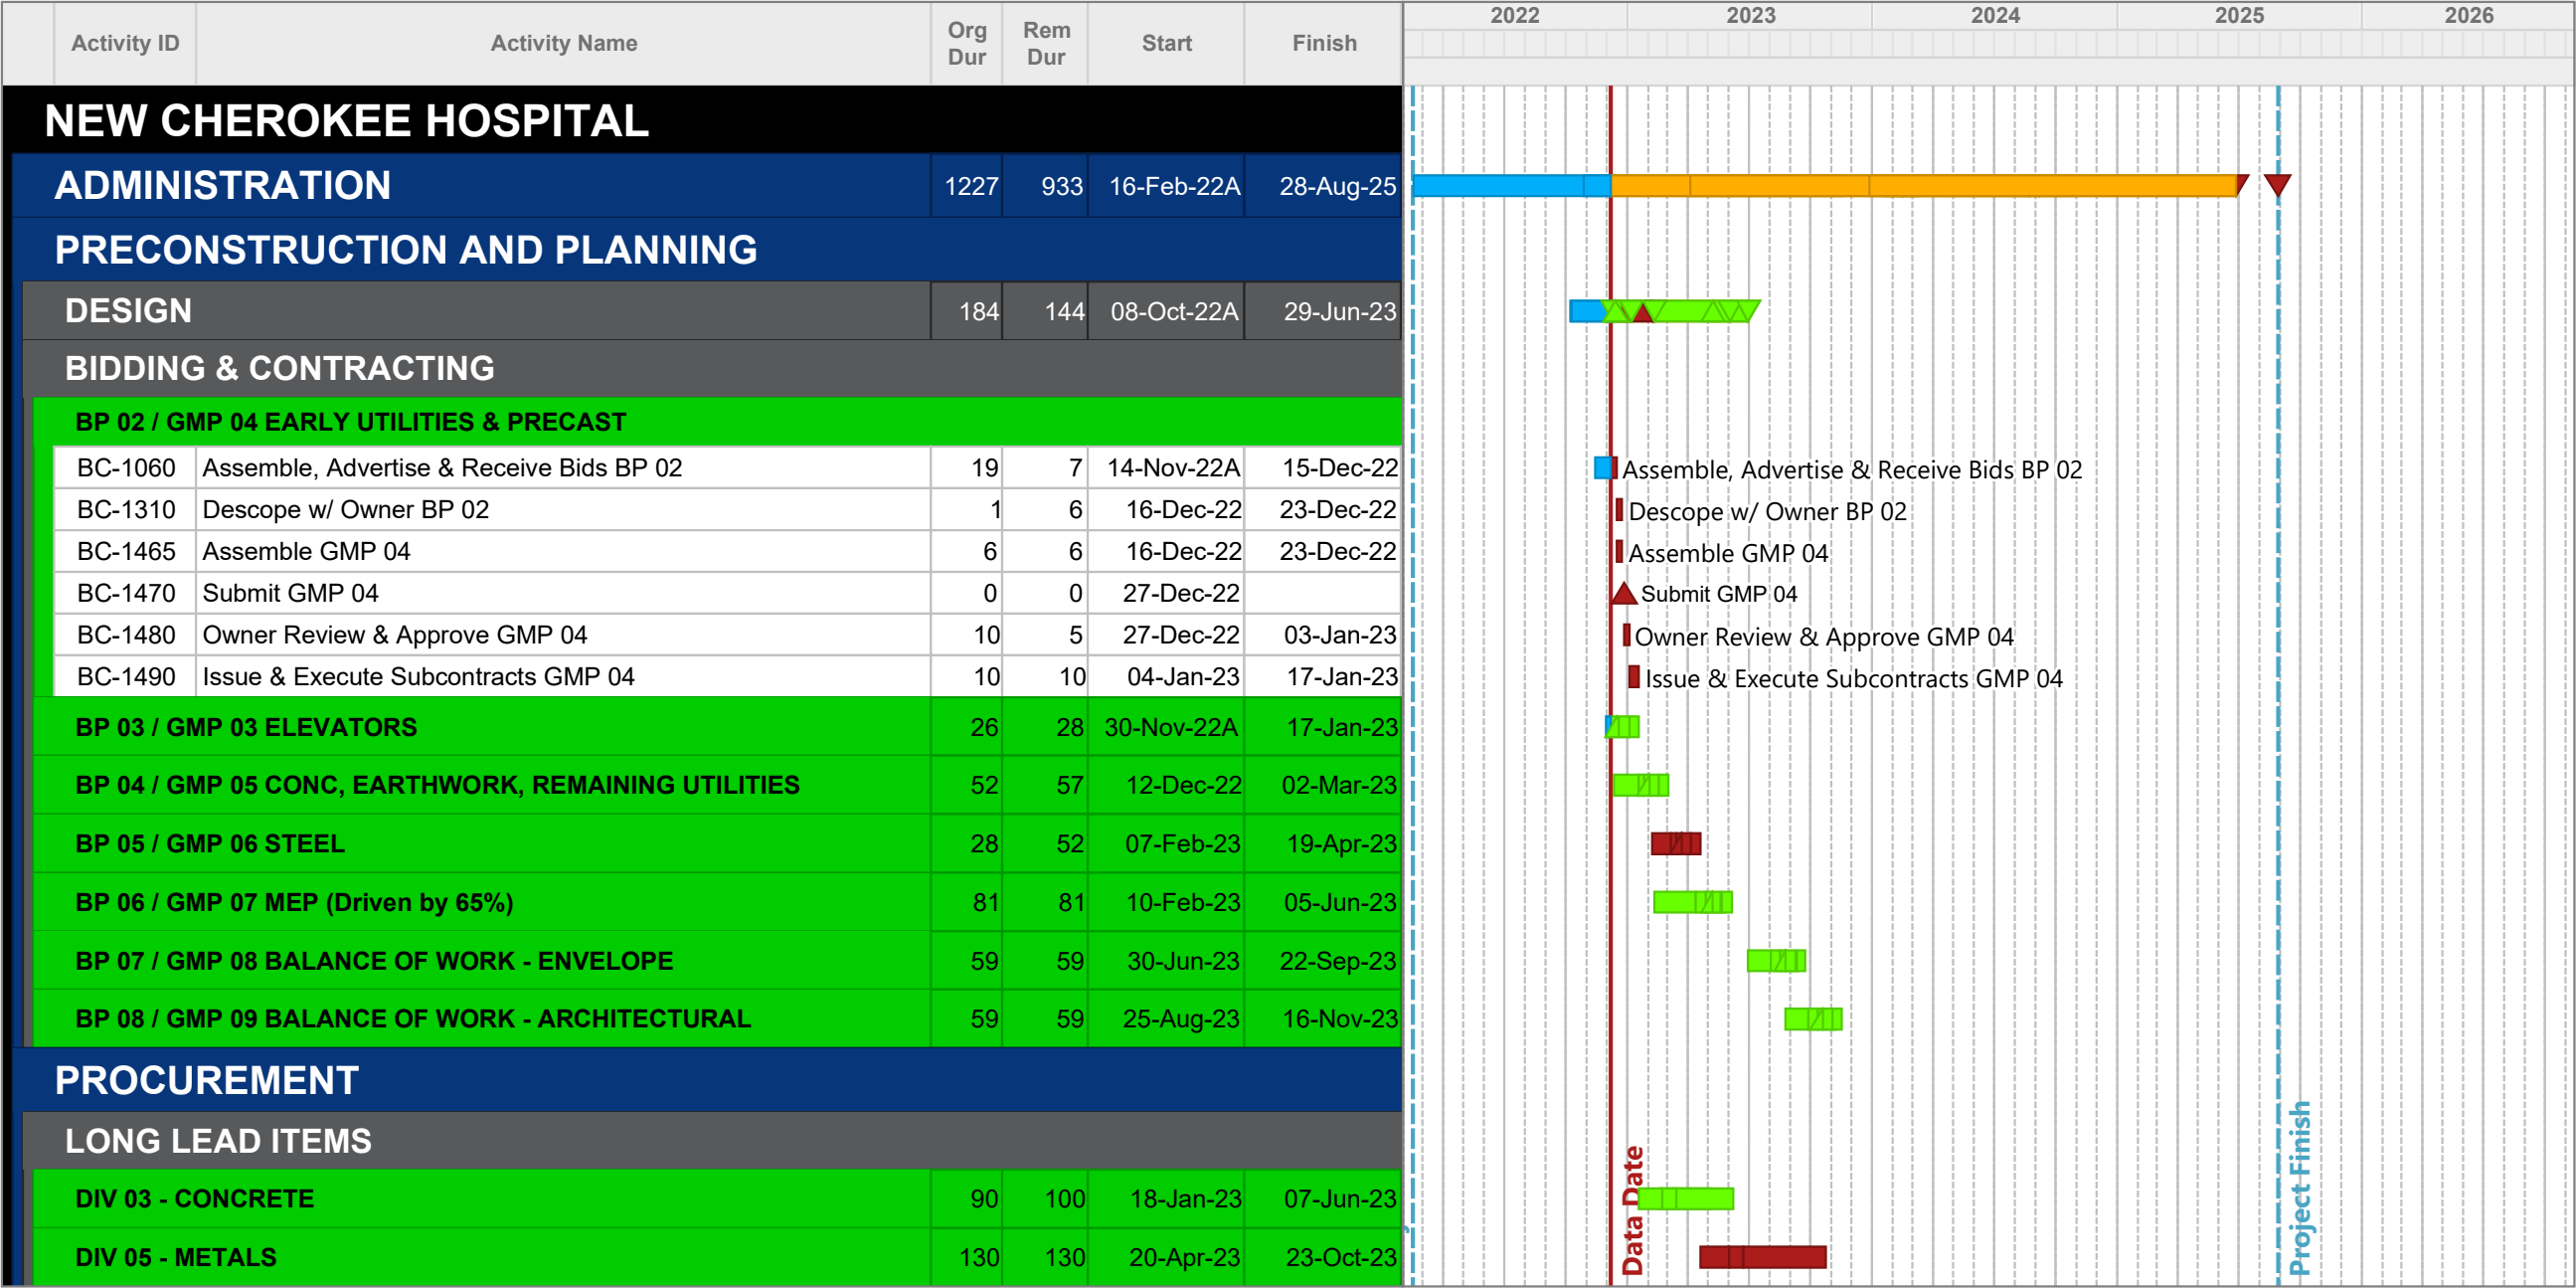 2022 2023 2024 2025 2026
Activity ID Activity Name Org Dur Rem Dur Start Finish
NEW CHEROKEE HOSPITAL
ADMINISTRATION 1227 933 16-Feb-22A 28-Aug-25
PRECONSTRUCTION AND PLANNING
DESIGN 184 144 08-Oct-22A 29-Jun-23
BIDDING & CONTRACTING
BP 02 / GMP 04 EARLY UTILITIES & PRECAST
BC-1060 Assemble, Advertise & Receive Bids BP 02 19 7 14-Nov-22A 15-Dec-22 Assemble, Advertise & Receive Bids BP 02
BC-1310 Descope w/ Owner BP 02 1 6 16-Dec-22 23-Dec-22 Descope w/ Owner BP 02
BC-1465 Assemble GMP 04 6 6 16-Dec-22 23-Dec-22 Assemble GMP 04
BC-1470 Submit GMP 04 0 0 27-Dec-22 Submit GMP 04
BC-1480 Owner Review & Approve GMP 04 10 5 27-Dec-22 03-Jan-23 Owner Review & Approve GMP 04
BC-1490 Issue & Execute Subcontracts GMP 04 10 10 04-Jan-23 17-Jan-23 Issue & Execute Subcontracts GMP 04
BP 03 / GMP 03 ELEVATORS 26 28 30-Nov-22A 17-Jan-23
BP 04 / GMP 05 CONC, EARTHWORK, REMAINING UTILITIES 52 57 12-Dec-22 02-Mar-23
BP 05 / GMP 06 STEEL 28 52 07-Feb-23 19-Apr-23
BP 06 / GMP 07 MEP (Driven by 65%) 81 81 10-Feb-23 05-Jun-23
BP 07 / GMP 08 BALANCE OF WORK - ENVELOPE 59 59 30-Jun-23 22-Sep-23
BP 08 / GMP 09 BALANCE OF WORK - ARCHITECTURAL 59 59 25-Aug-23 16-Nov-23
PROCUREMENT
LONG LEAD ITEMS
DIV 03 - CONCRETE 90 100 18-Jan-23 07-Jun-23
DIV 05 - METALS 130 130 20-Apr-23 23-Oct-23
Data Date
Project Finish